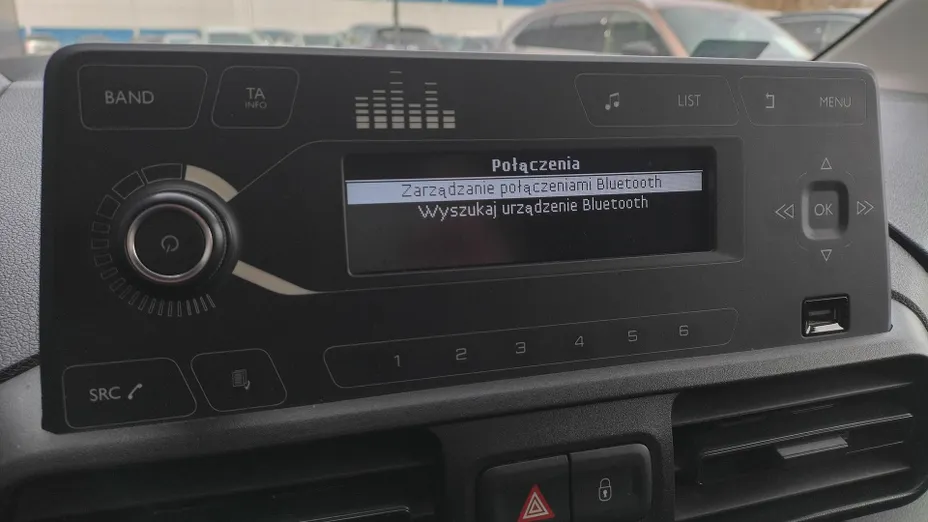 BAND
TA
INFO
LIST
MENU
Połączenia
Zarządzanie połączeniami Bluetooth
Wyszukaj urządzenie Bluetooth
OK
1 2 3 4 5 6
SRC